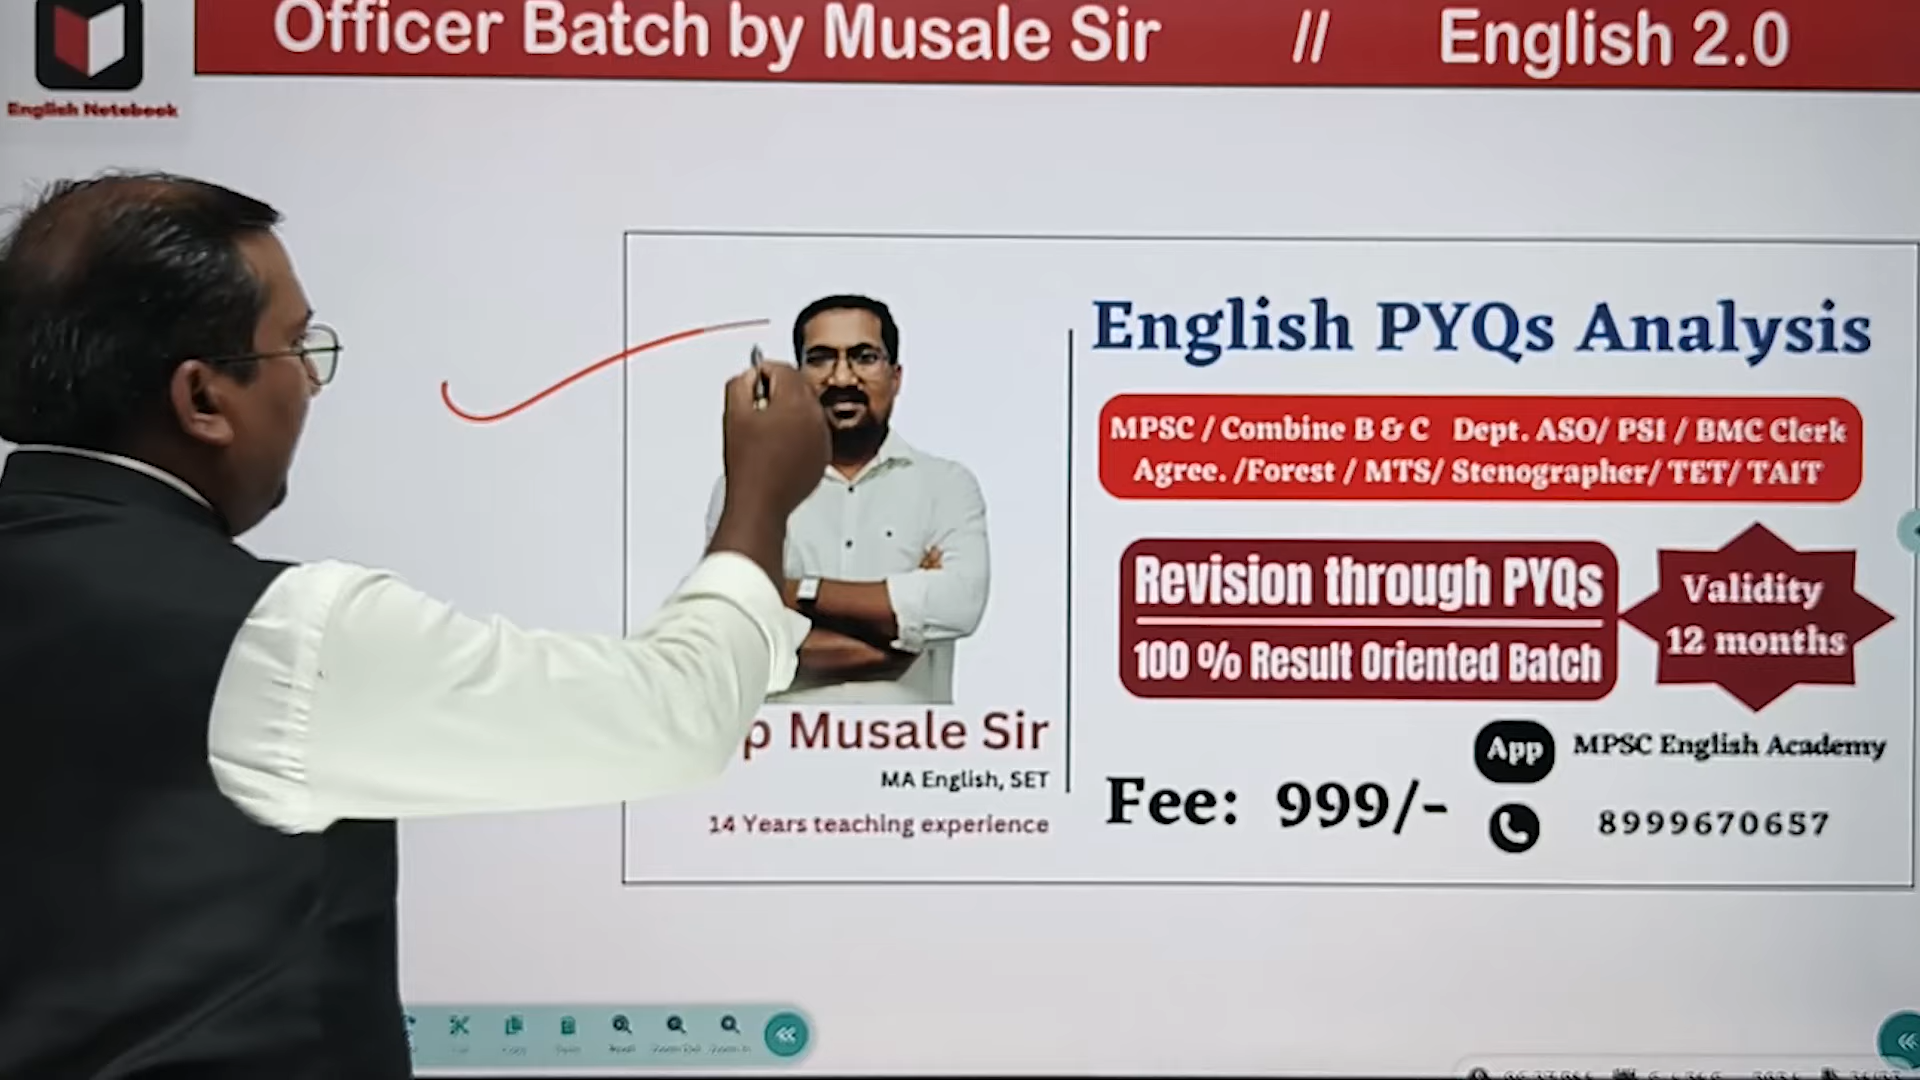 Officer Batch by Musale Sir // English 2.0
English Notebook
English PYQs Analysis
MPSC / Combine B & C Dept. ASO/ PSI / BMC Clerk
Agree. /Forest / MTS/ Stenographer/ TET/ TAIT
Revision through PYQs
100 % Result Oriented Batch
Validity
12 months
p Musale Sir
MA English, SET
14 Years teaching experience
Fee: 999/-
App MPSC English Academy
8999670657